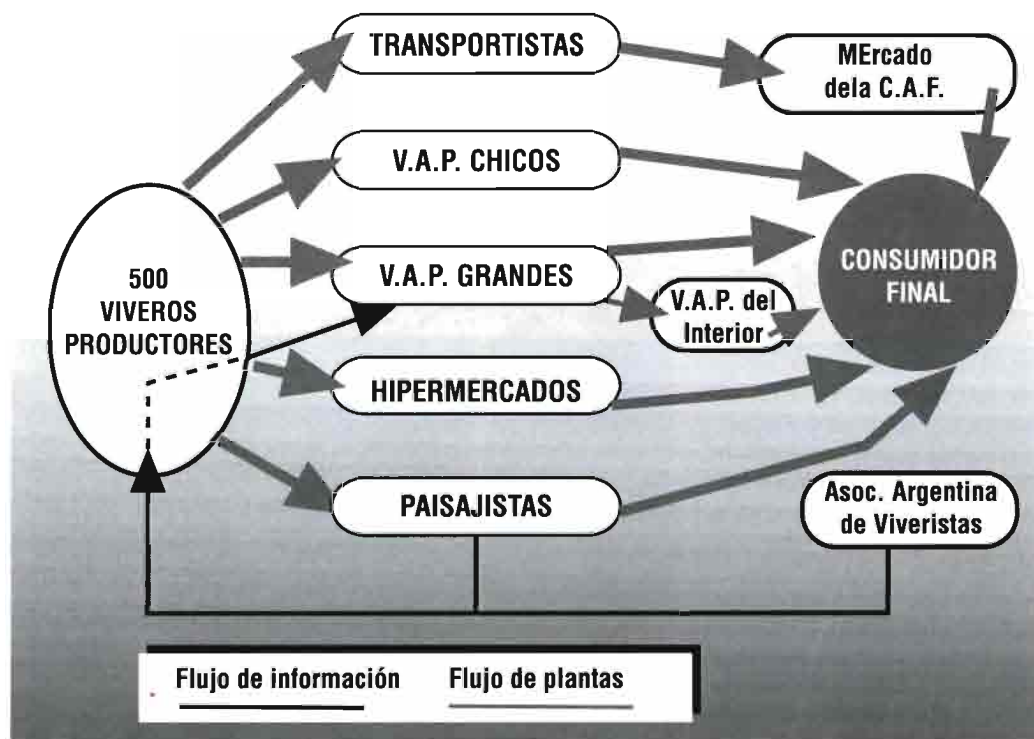 TRANSPORTISTAS
MErcado
dela C.A.F.
V.A.P. CHICOS
500
VIVEROS
PRODUCTORES
V.A.P. GRANDES
V.A.P. del
Interior
CONSUMIDOR
FINAL
HIPERMERCADOS
PAISAJISTAS
Asoc. Argentina
de Viveristas
Flujo de información Flujo de plantas